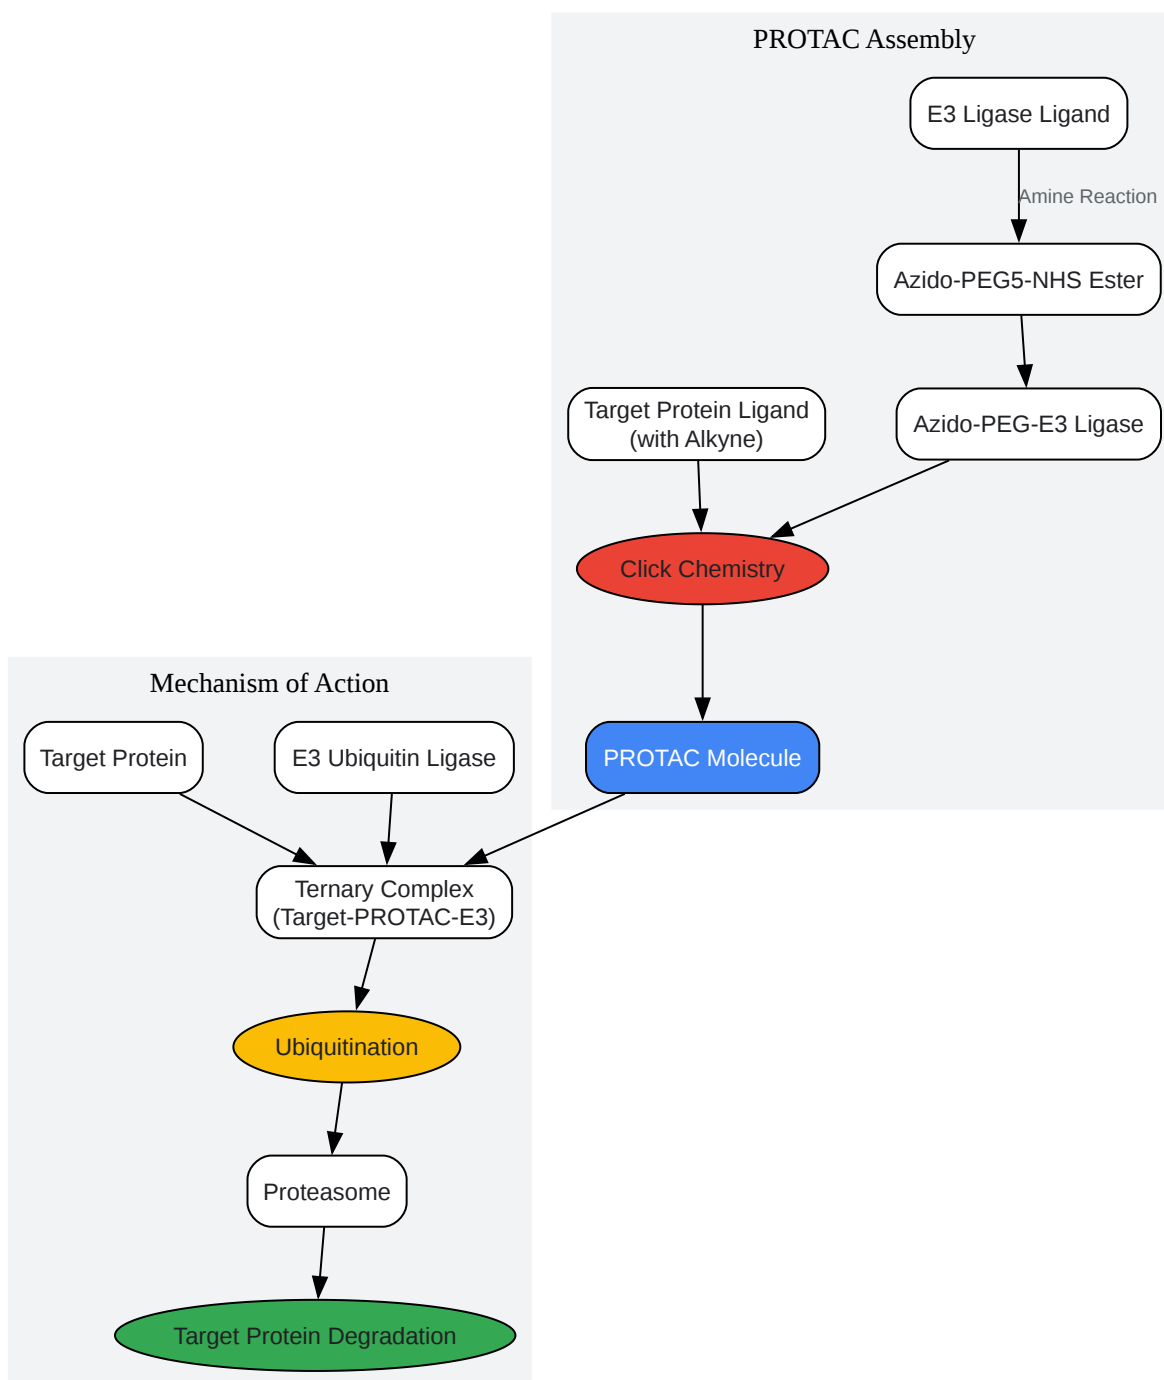 PROTAC Assembly
E3 Ligase Ligand
Amine Reaction
Azido-PEG5-NHS Ester
Target Protein Ligand
(with Alkyne)
Azido-PEG-E3 Ligase
Click Chemistry
PROTAC Molecule
Mechanism of Action
Target Protein
E3 Ubiquitin Ligase
Ternary Complex
(Target-PROTAC-E3)
Ubiquitination
Proteasome
Target Protein Degradation